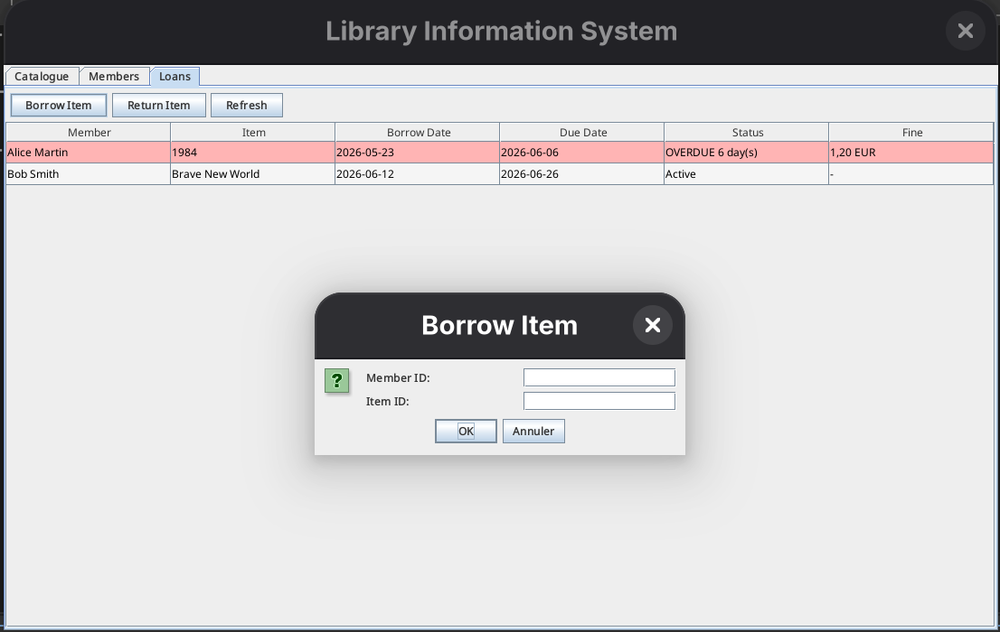 Library Information System
Catalogue Members Loans
Borrow Item Return Item Refresh
Member Item Borrow Date Due Date Status Fine
Alice Martin 1984 2026-05-23 2026-06-06 OVERDUE 6 day(s) 1,20 EUR
Bob Smith Brave New World 2026-06-12 2026-06-26 Active -
Borrow Item
? Member ID:
Item ID:
OK Annuler